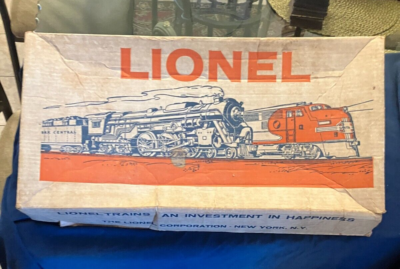 LIONEL
CENTRAL
LIONEL TRAINS AN INVESTMENT IN HAPPINESS
THE LIONEL CORPORATION - NEW YORK, N.Y.